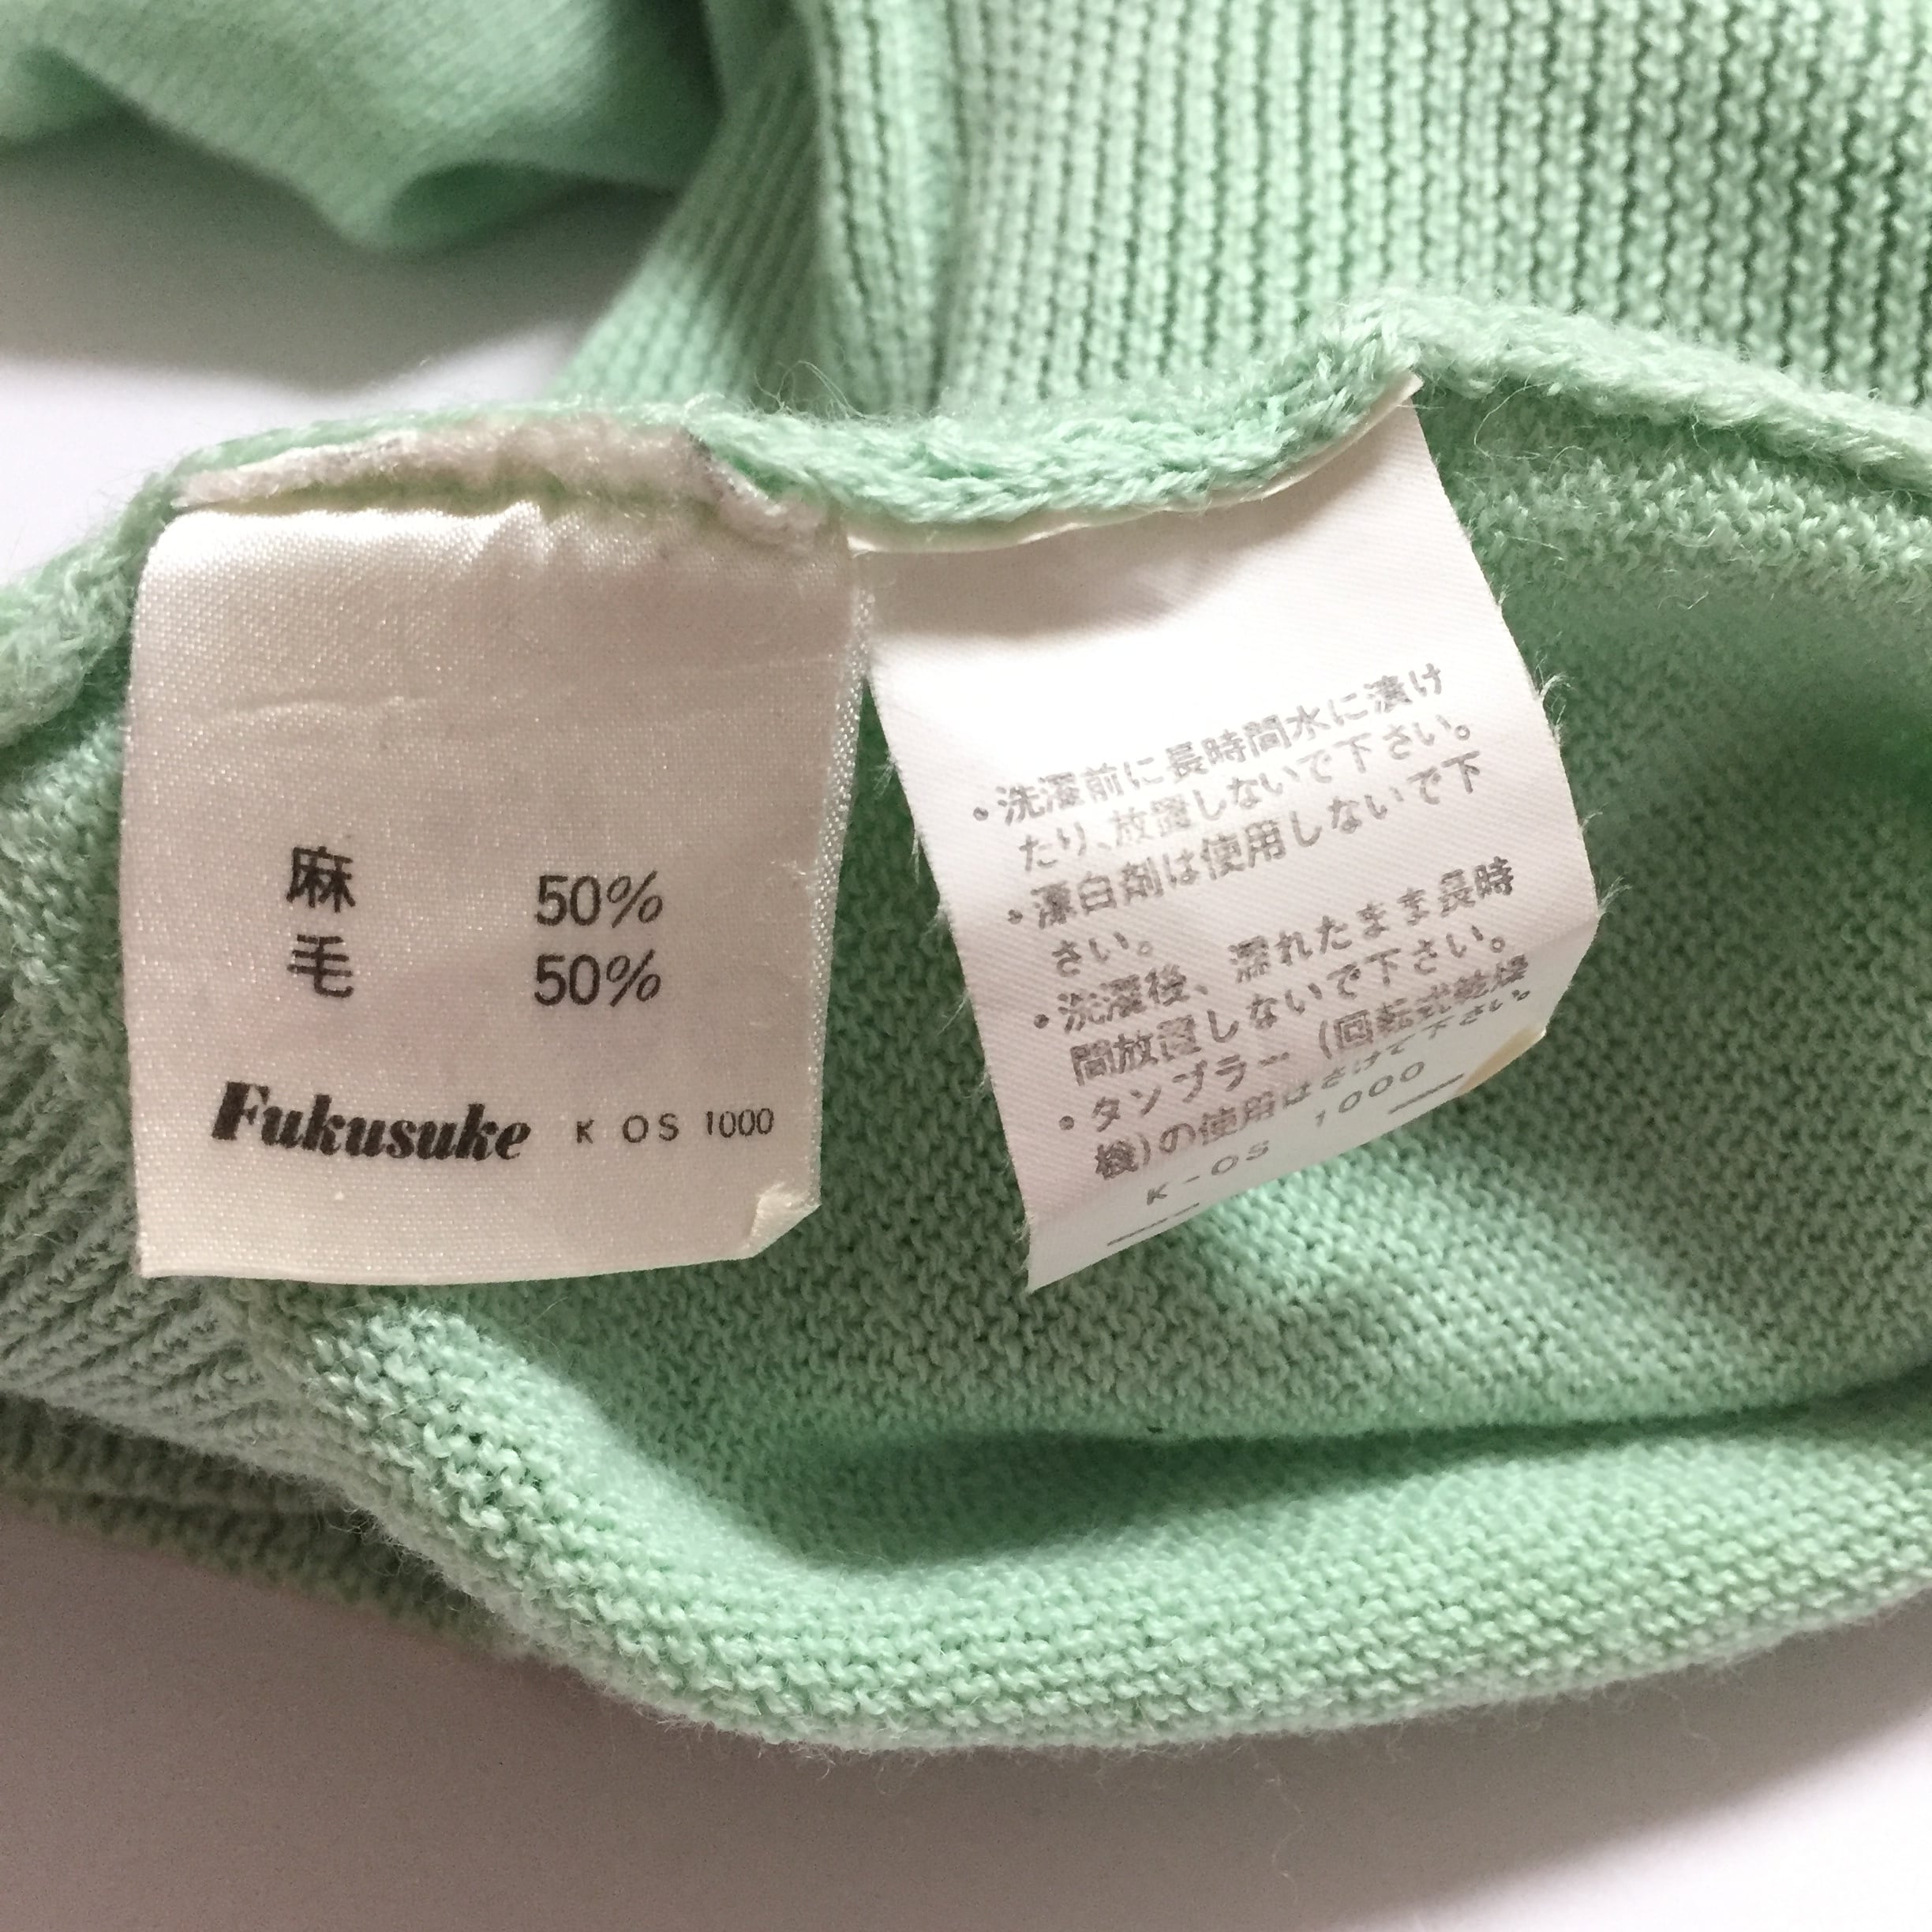 麻 50%
毛 50%
Fukusuke K OS 1000
・洗濯前に長時間水に漬け
たり、放置しないで下さい。
・漂白剤は使用しないで下
さい。
・洗濯後、濡れたまま長時
間放置しないで下さい。
・タンブラー(回転式乾燥
機)の使用はさけて下さい。
K-OS 1000